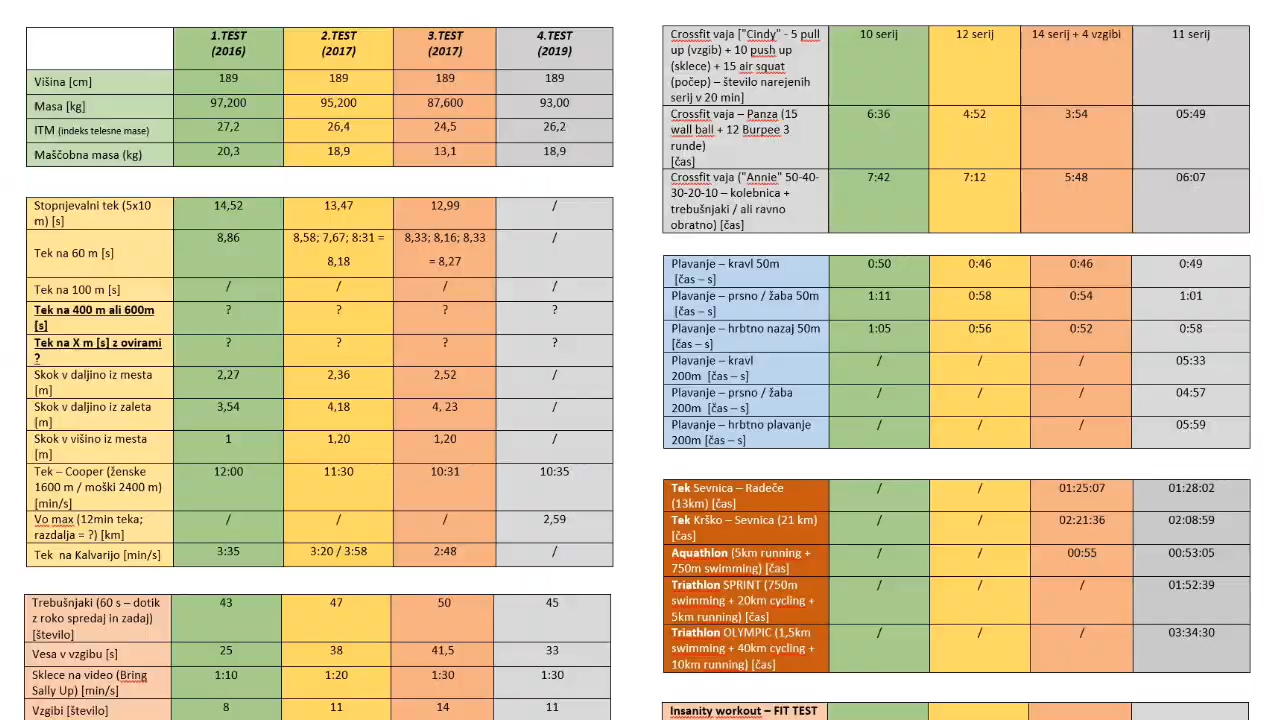 1.TEST 2.TEST 3.TEST 4.TEST
(2016) (2017) (2017) (2019)
Višina [cm] 189 189 189 189
Masa [kg] 97,200 95,200 87,600 93,00
ITM (indeks telesne mase) 27,2 26,4 24,5 26,2
Maščobna masa (kg) 20,3 18,9 13,1 18,9
Stopnjevalni tek (5x10 14,52 13,47 12,99 /
m) [s]
8,86 8,58; 7,67; 8:31 = 8,33; 8,16; 8,33 /
Tek na 60 m [s]
8,18 = 8,27
Tek na 100 m [s] / / / /
Tek na 400 m ali 600m ? ? ? ?
[s]
Tek na X m [s] z ovirami ? ? ? ?
?
Skok v daljino iz mesta 2,27 2,36 2,52 /
[m]
Skok v daljino iz zaleta 3,54 4,18 4, 23 /
[m]
Skok v višino iz mesta 1 1,20 1,20 /
[m]
Tek – Cooper (ženske 12:00 11:30 10:31 10:35
1600 m / moški 2400 m)
[min/s]
Vo max (12min teka; / / / 2,59
razdalja = ?) [km]
Tek na Kalvarijo [min/s] 3:35 3:20 / 3:58 2:48 /
Trebušnjaki (60 s – dotik 43 47 50 45
z roko spredaj in zadaj)
[število]
Vesa v vzgibu [s] 25 38 41,5 33
Sklece na video (Bring 1:10 1:20 1:30 1:30
Sally Up) [min/s]
Vzgibi [število] 8 11 14 11
Crossfit vaja ["Cindy" - 5 pull 10 serij 12 serij 14 serij + 4 vzgibi 11 serij
up (vzgib) + 10 push up
(sklece) + 15 air squat
(počep) – število narejenih
serij v 20 min]
Crossfit vaja – Panza (15 6:36 4:52 3:54 05:49
wall ball + 12 Burpee 3
runde)
[čas]
Crossfit vaja ("Annie" 50-40- 7:42 7:12 5:48 06:07
30-20-10 – kolebnica +
trebušnjaki / ali ravno
obratno) [čas]
Plavanje – kravl 50m 0:50 0:46 0:46 0:49
[čas – s]
Plavanje – prsno / žaba 50m 1:11 0:58 0:54 1:01
[čas – s]
Plavanje – hrbtno nazaj 50m 1:05 0:56 0:52 0:58
[čas – s]
Plavanje – kravl / / / 05:33
200m [čas – s]
Plavanje – prsno / žaba / / / 04:57
200m [čas – s]
Plavanje – hrbtno plavanje / / / 05:59
200m [čas – s]
Tek Sevnica – Radeče / / 01:25:07 01:28:02
(13km) [čas]
Tek Krško – Sevnica (21 km) / / 02:21:36 02:08:59
[čas]
Aquathlon (5km running + / / 00:55 00:53:05
750m swimming) [čas]
Triathlon SPRINT (750m / / / 01:52:39
swimming + 20km cycling +
5km running) [čas]
Triathlon OLYMPIC (1,5km / / / 03:34:30
swimming + 40km cycling +
10km running) [čas]
Insanity workout – FIT TEST